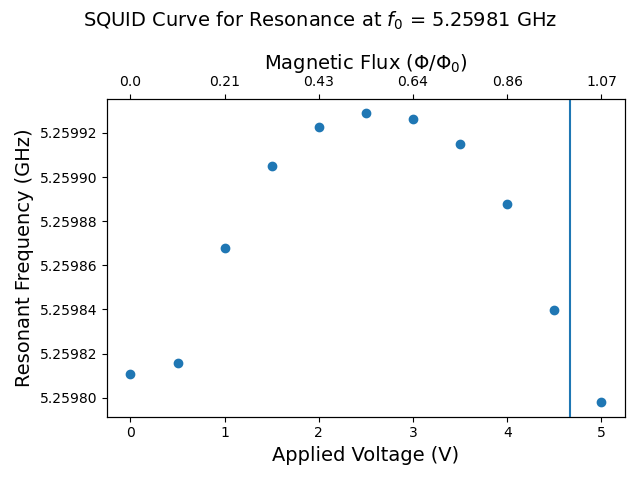 SQUID Curve for Resonance at f₀ = 5.25981 GHz
Magnetic Flux (Φ/Φ₀)
0.0 0.21 0.43 0.64 0.86 1.07
Resonant Frequency (GHz)
5.25992
5.25990
5.25988
5.25986
5.25984
5.25982
5.25980
0 1 2 3 4 5
Applied Voltage (V)